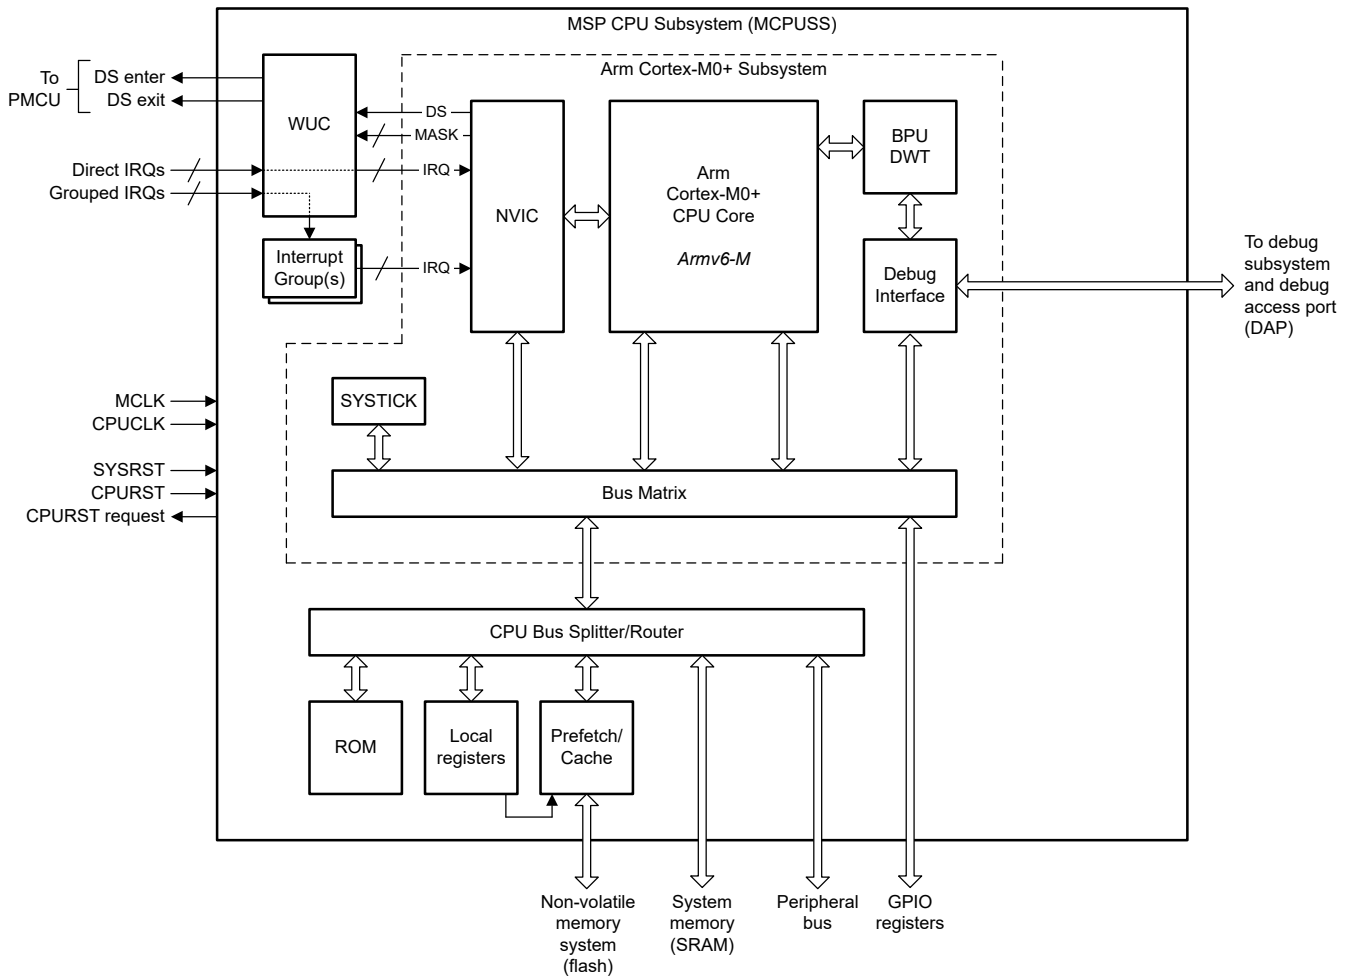 MSP CPU Subsystem (MCPUSS)
Arm Cortex-M0+ Subsystem
To
PMCU
DS enter
DS exit
WUC
DS
MASK
Direct IRQs
IRQ
Grouped IRQs
NVIC
Arm
Cortex-M0+
CPU Core
Armv6-M
BPU
DWT
Interrupt
Group(s)
IRQ
Debug
Interface
To debug
subsystem
and debug
access port
(DAP)
MCLK
CPUCLK
SYSTICK
SYSRST
CPURST
CPURST request
Bus Matrix
CPU Bus Splitter/Router
ROM
Local
registers
Prefetch/
Cache
Non-volatile
memory
system
(flash)
System
memory
(SRAM)
Peripheral
bus
GPIO
registers